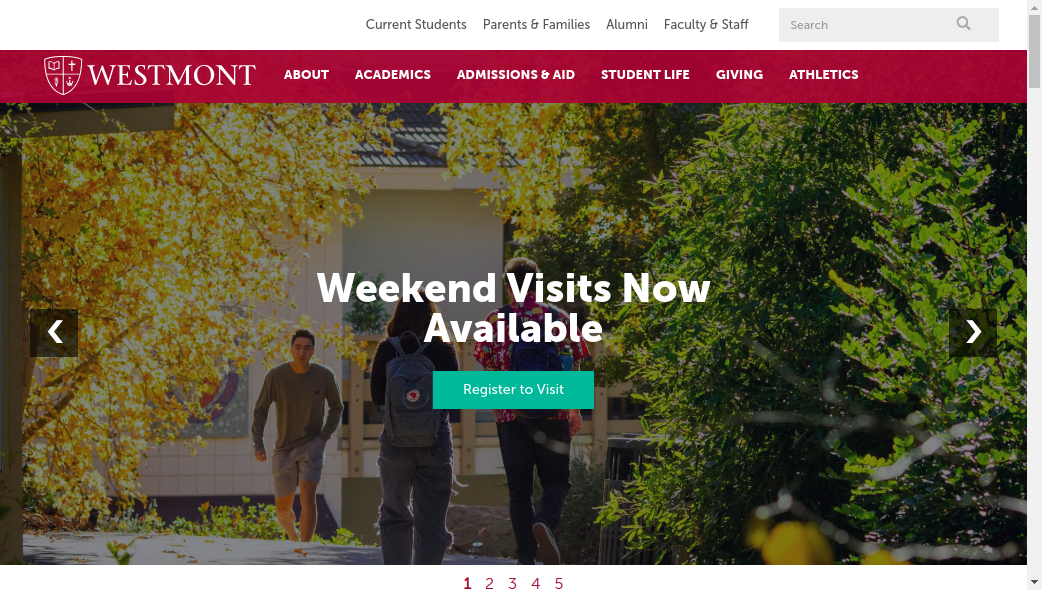 Current Students Parents & Families Alumni Faculty & Staff Search
WESTMONT ABOUT ACADEMICS ADMISSIONS & AID STUDENT LIFE GIVING ATHLETICS
Weekend Visits Now
Available
Register to Visit
1 2 3 4 5